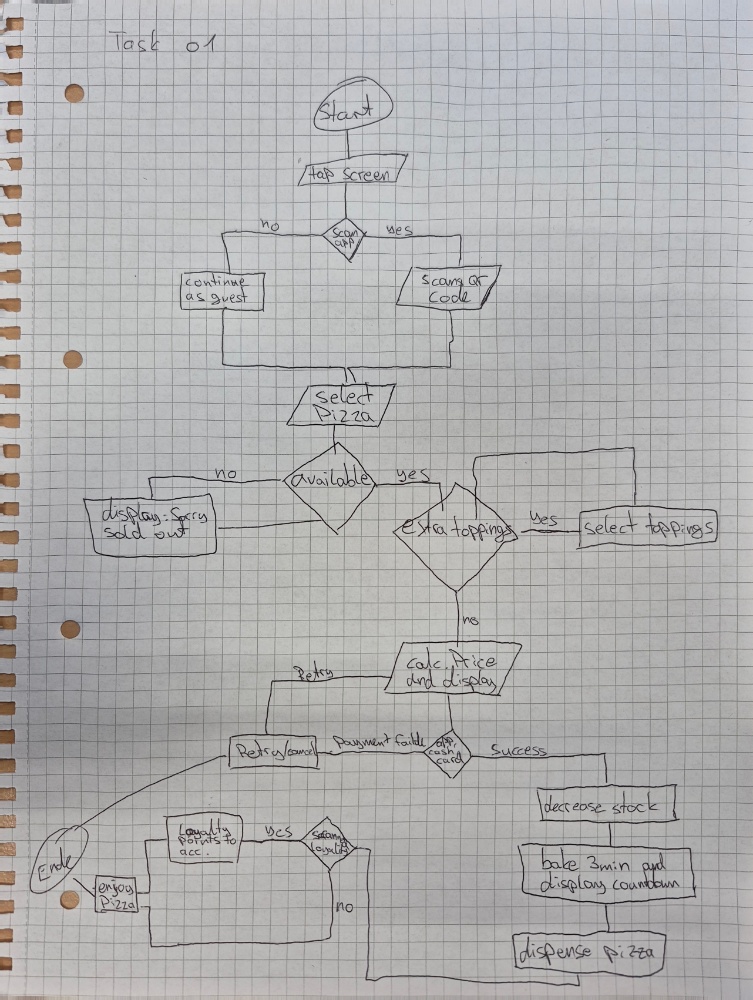 Task 01
Start
tap screen
no
scan
app
yes
continue
as guest
scans QR
Code
select
Pizza
no
available
yes
display: Sorry
sold out
extra toppings
yes
select toppings
no
calc. Price
and display
Retry
Retry/cancel
payment failde
app,
cash
card
Success
decrease stock
Loyalty
points to
acc.
yes
loyalty
bake 3min and
display countdown
Ende
enjoy
Pizza
no
dispense pizza